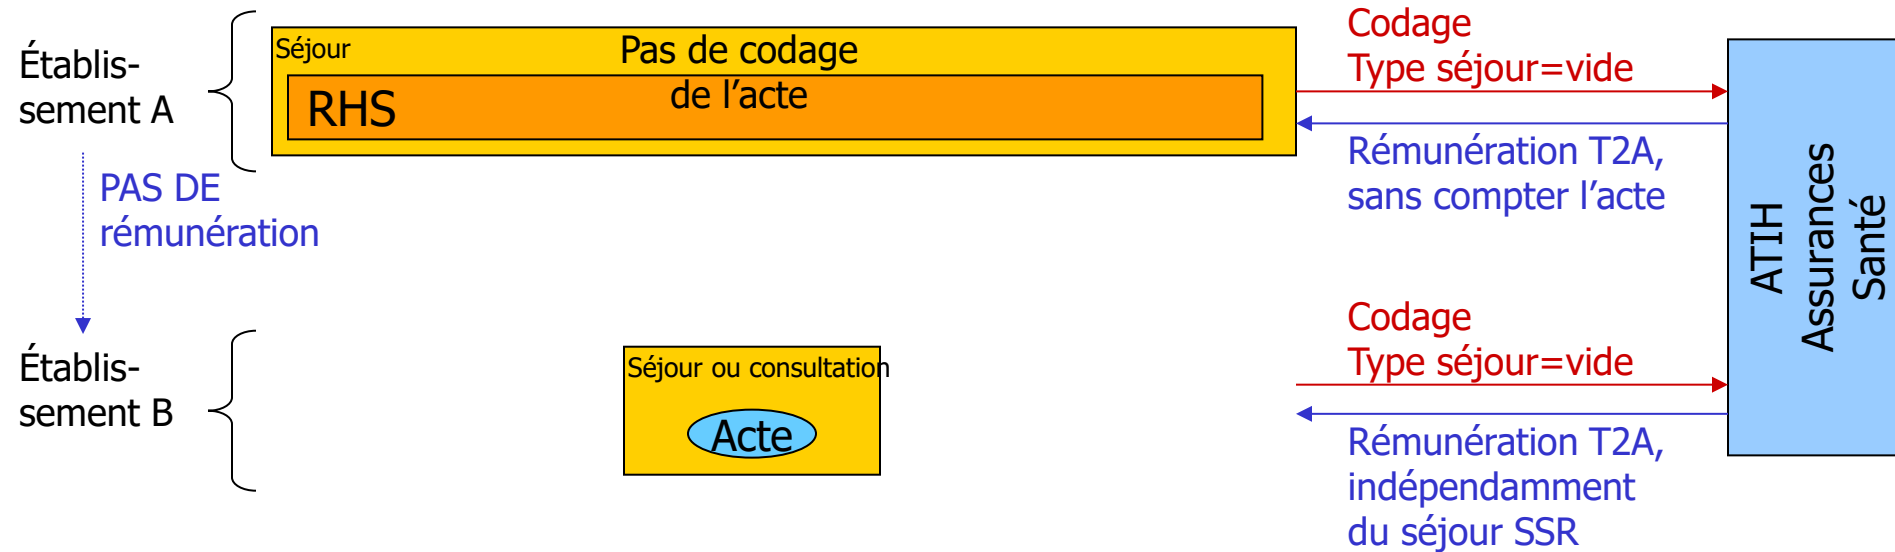 Établis-
sement A
Séjour
Pas de codage
de l’acte
RHS
Codage
Type séjour=vide
Rémunération T2A,
sans compter l’acte
PAS DE
rémunération
ATIH
Assurances
Santé
Établis-
sement B
Séjour ou consultation
Acte
Codage
Type séjour=vide
Rémunération T2A,
indépendamment
du séjour SSR